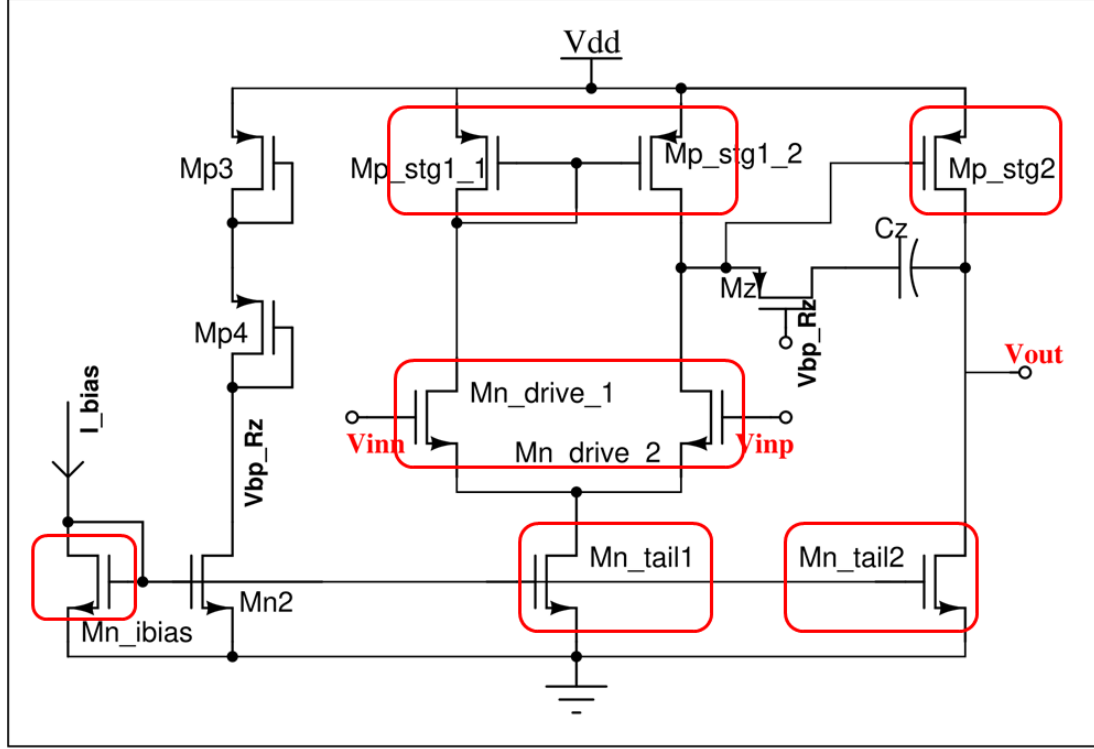 Vdd
Mp3
Mp_stg1_1
Mp_stg1_2
Mp_stg2
Cz
Mz
Vbp_Rz
Mp4
Vout
I_bias
Vbp_Rz
Mn_drive_1
Vinn
Mn_drive_2
Vinp
Mn_tail1
Mn_tail2
Mn2
Mn_ibias